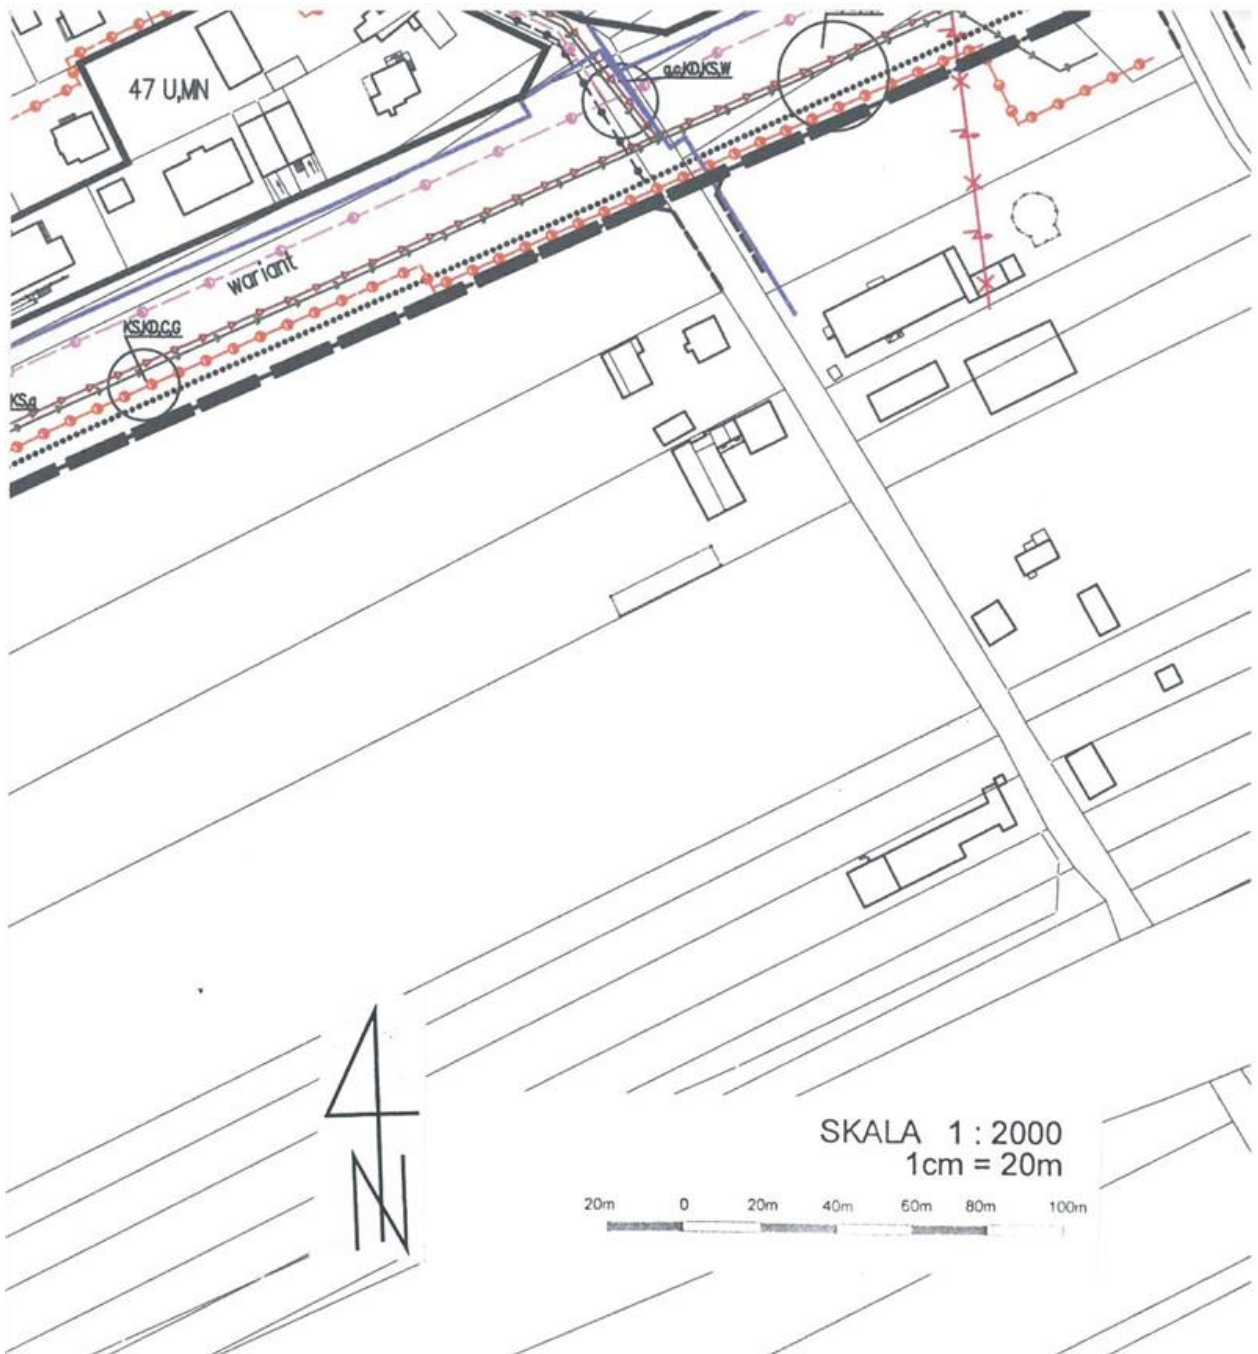 a,c,KD,KS,W
47 U,MN
wariant
KS,KD,C,G
KS,g
N
SKALA 1 : 2000
1cm = 20m
20m 0 20m 40m 60m 80m 100m